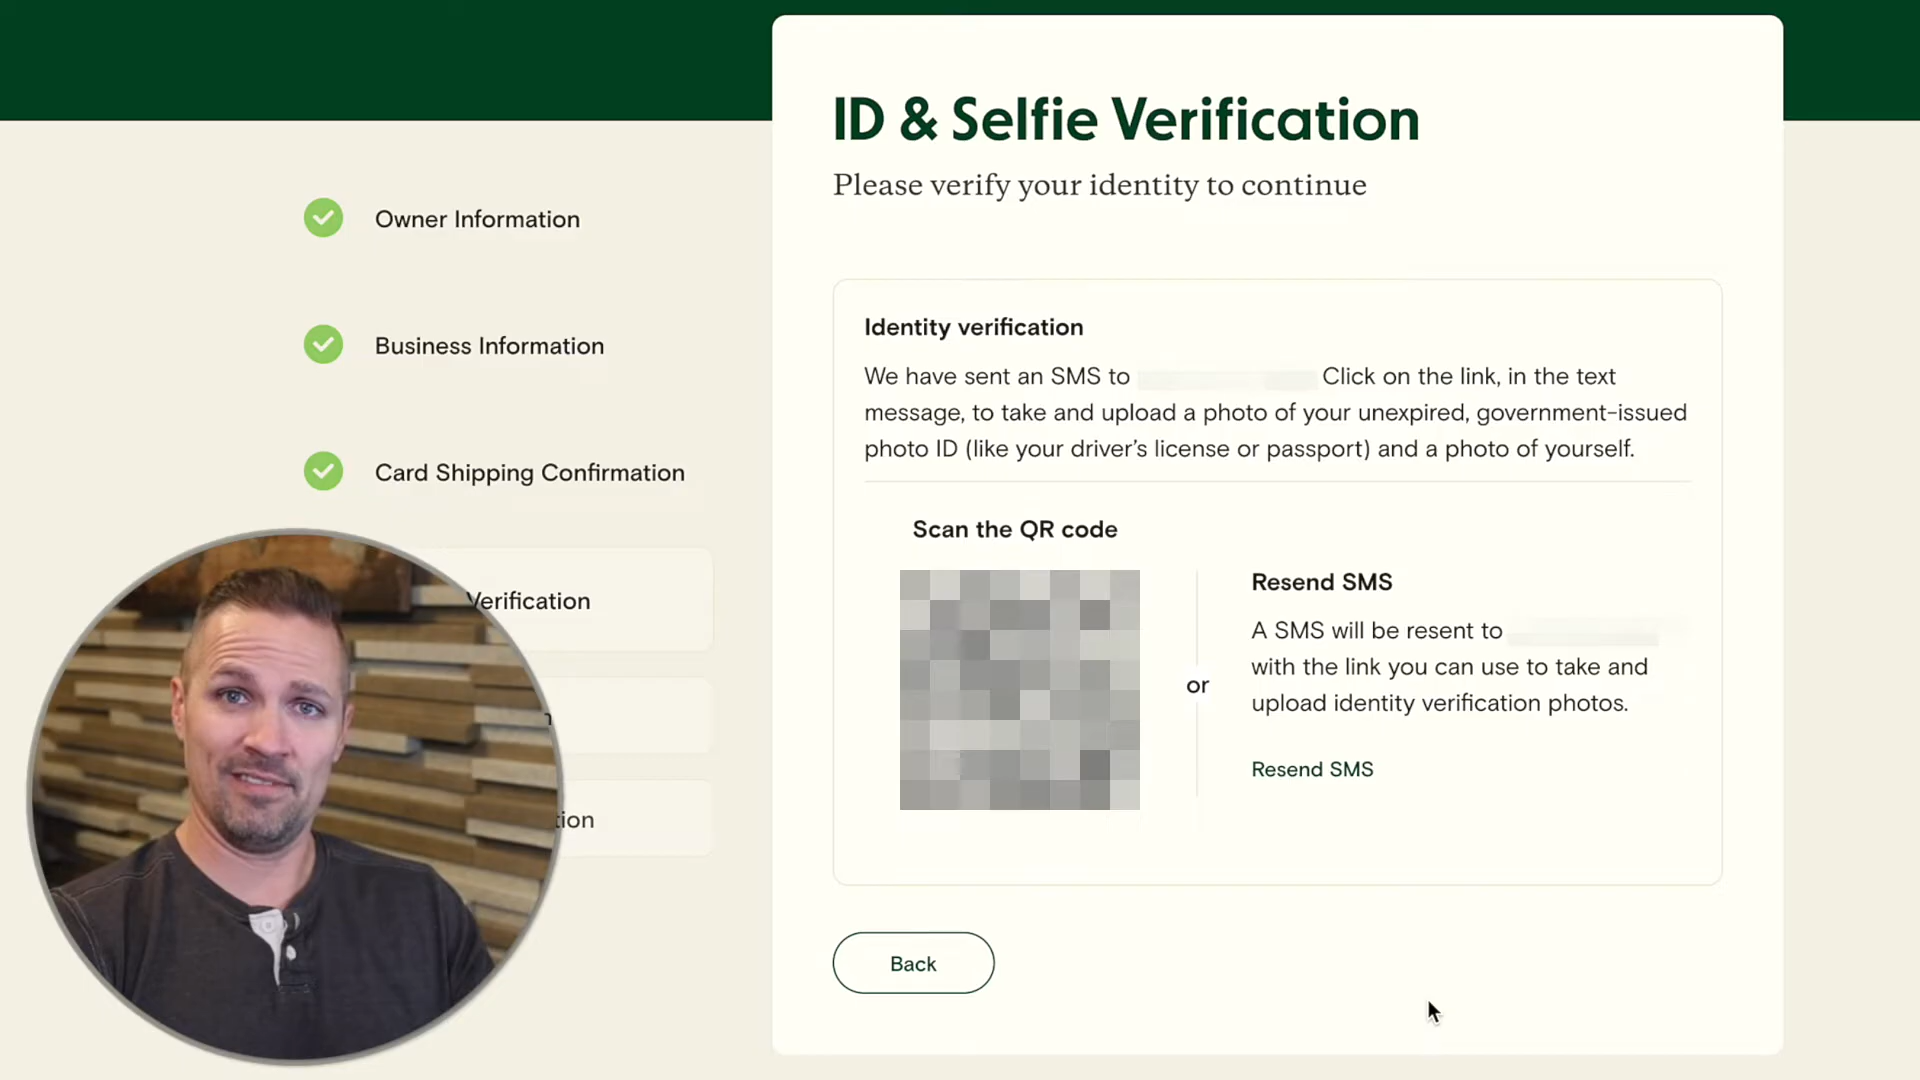 ID & Selfie Verification
Please verify your identity to continue
Owner Information
Business Information
Card Shipping Confirmation
Verification
Identity verification
We have sent an SMS to Click on the link, in the text
message, to take and upload a photo of your unexpired, government-issued
photo ID (like your driver's license or passport) and a photo of yourself.
Scan the QR code
or
Resend SMS
A SMS will be resent to
with the link you can use to take and
upload identity verification photos.
Resend SMS
Back